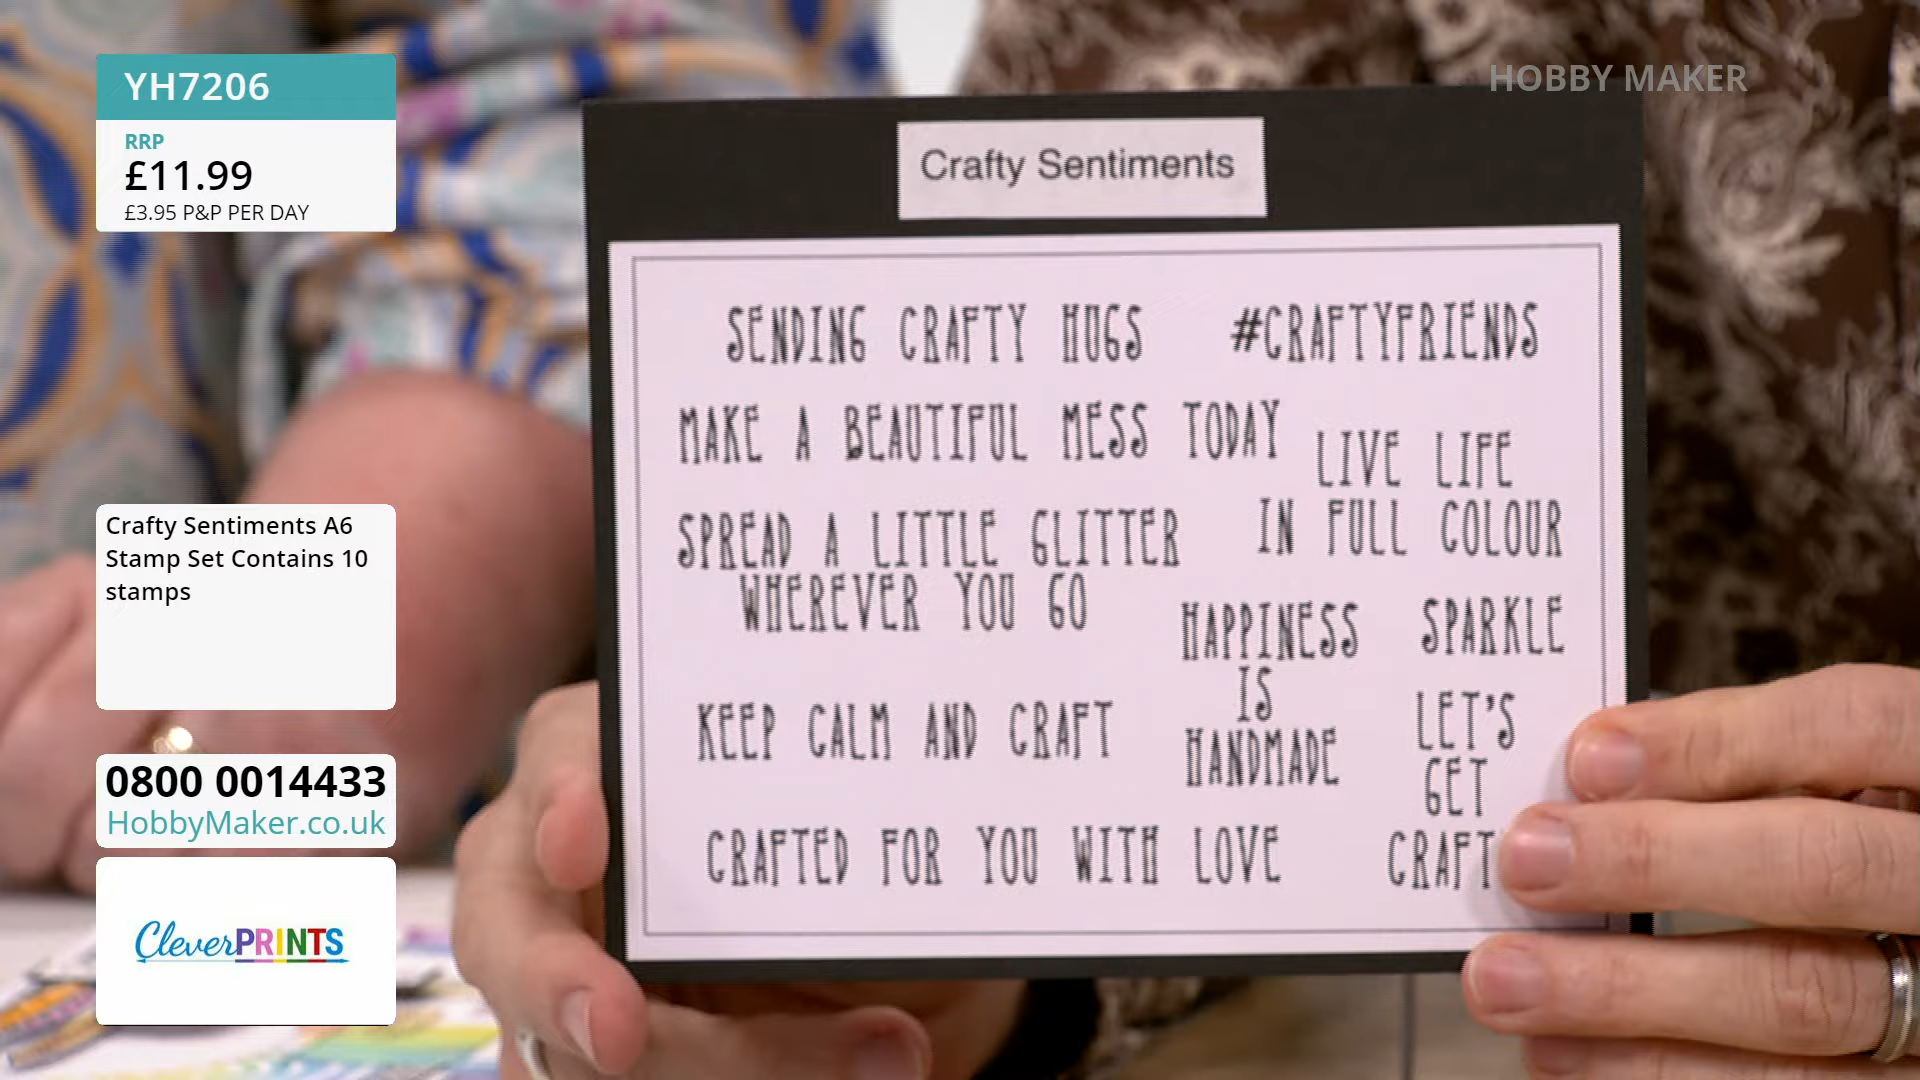 YH7206
RRP
£11.99
£3.95 P&P PER DAY
Crafty Sentiments A6
Stamp Set Contains 10
stamps
0800 0014433
HobbyMaker.co.uk
CleverPRINTS
HOBBY MAKER
Crafty Sentiments
SENDING CRAFTY HUGS
#CRAFTYFRIENDS
MAKE A BEAUTIFUL MESS TODAY
LIVE LIFE
IN FULL COLOUR
SPREAD A LITTLE GLITTER
WHEREVER YOU GO
HAPPINESS
IS
HANDMADE
SPARKLE
KEEP CALM AND CRAFT
LET'S
GET
CRAFT
CRAFTED FOR YOU WITH LOVE